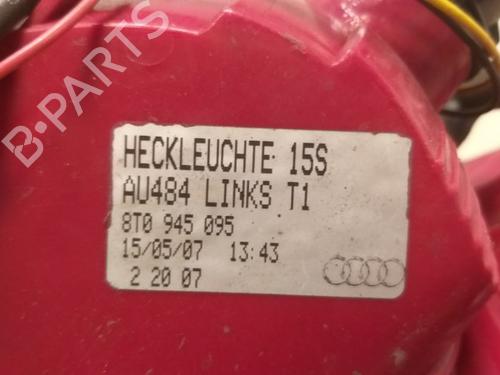 B-PARTS
HECKLEUCHTE 15S
AU484 LINKS T1
8T0 945 095
15/05/07 13:43
2 20 07